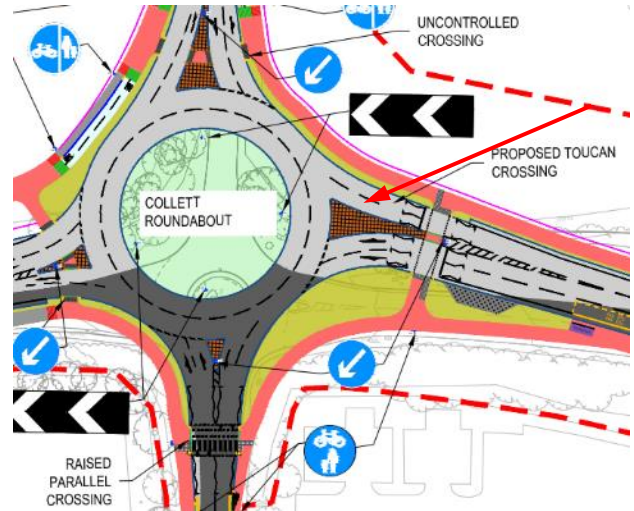 UNCONTROLLED
CROSSING
PROPOSED TOUCAN
CROSSING
COLLETT
ROUNDABOUT
RAISED
PARALLEL
CROSSING